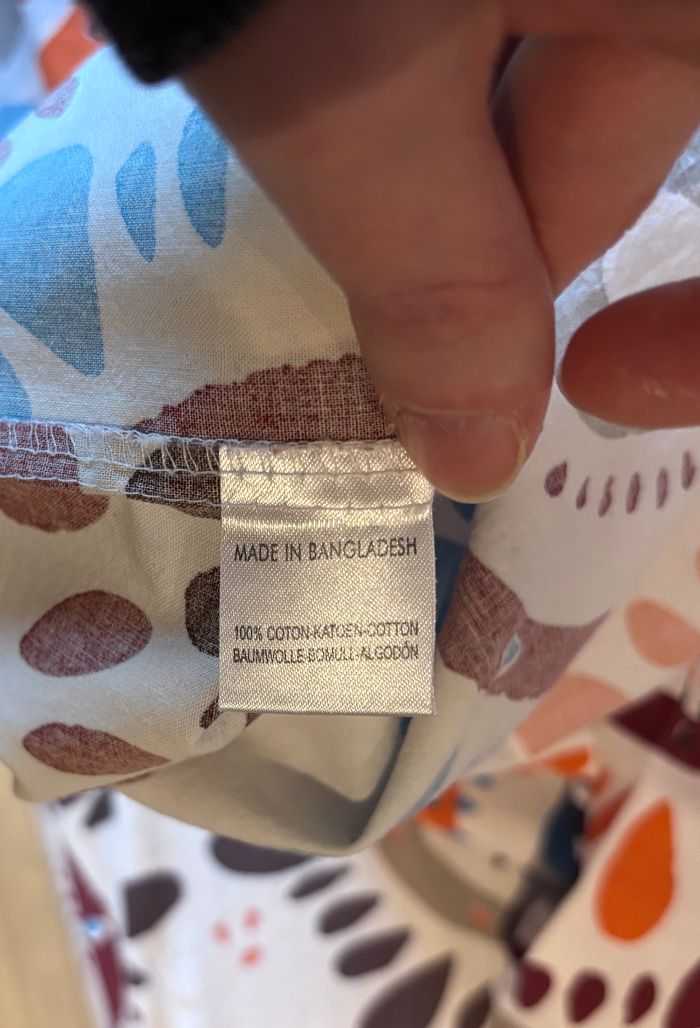 MADE IN BANGLADESH
100% COTON-KATOEN-COTTON
BAUMWOLLE-BOMULL-ALGODÓN